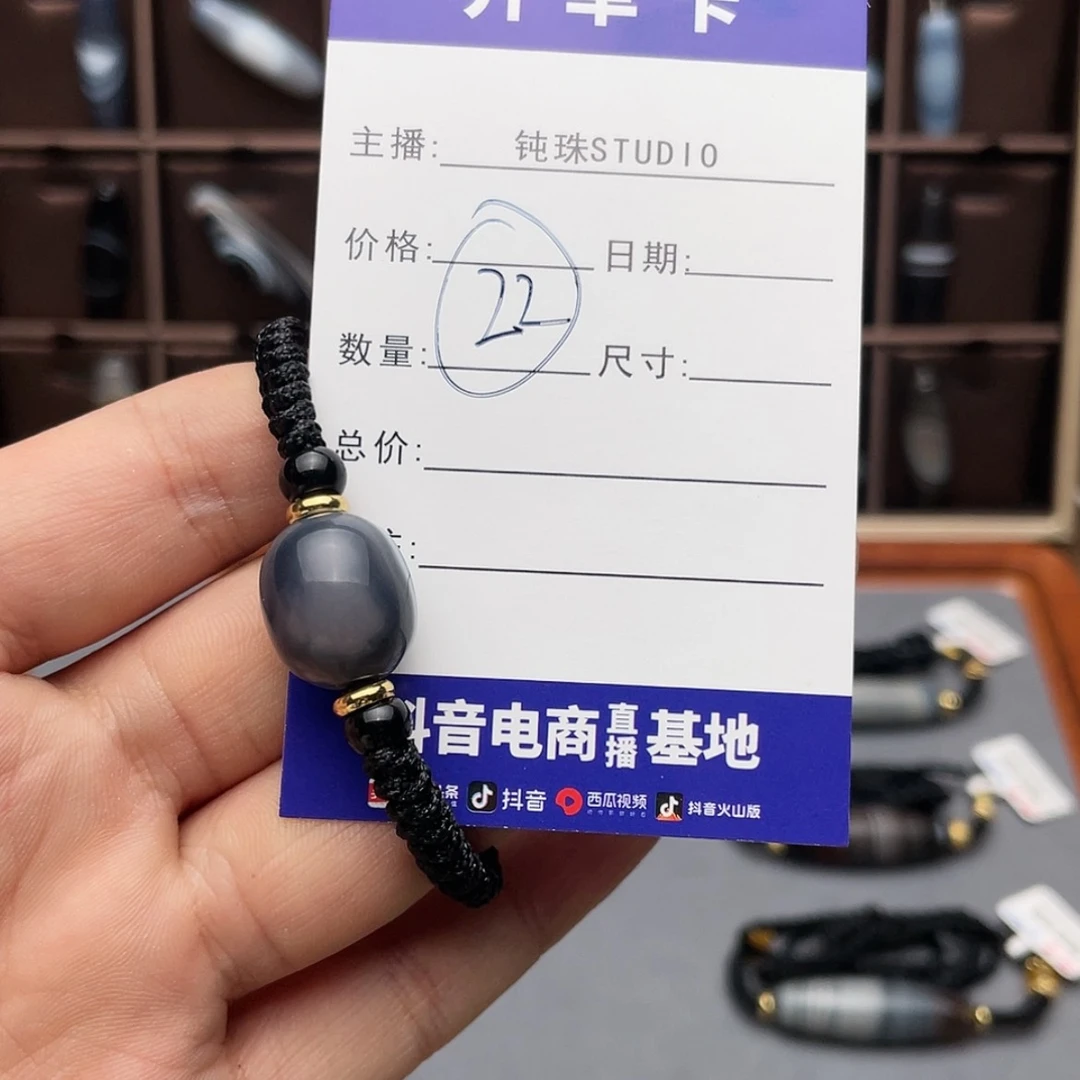 主播: 钝珠STUDIO
价格: 日期:
22
数量: 尺寸:
总价:
抖音电商直播基地
抖音 西瓜视频 抖音火山版